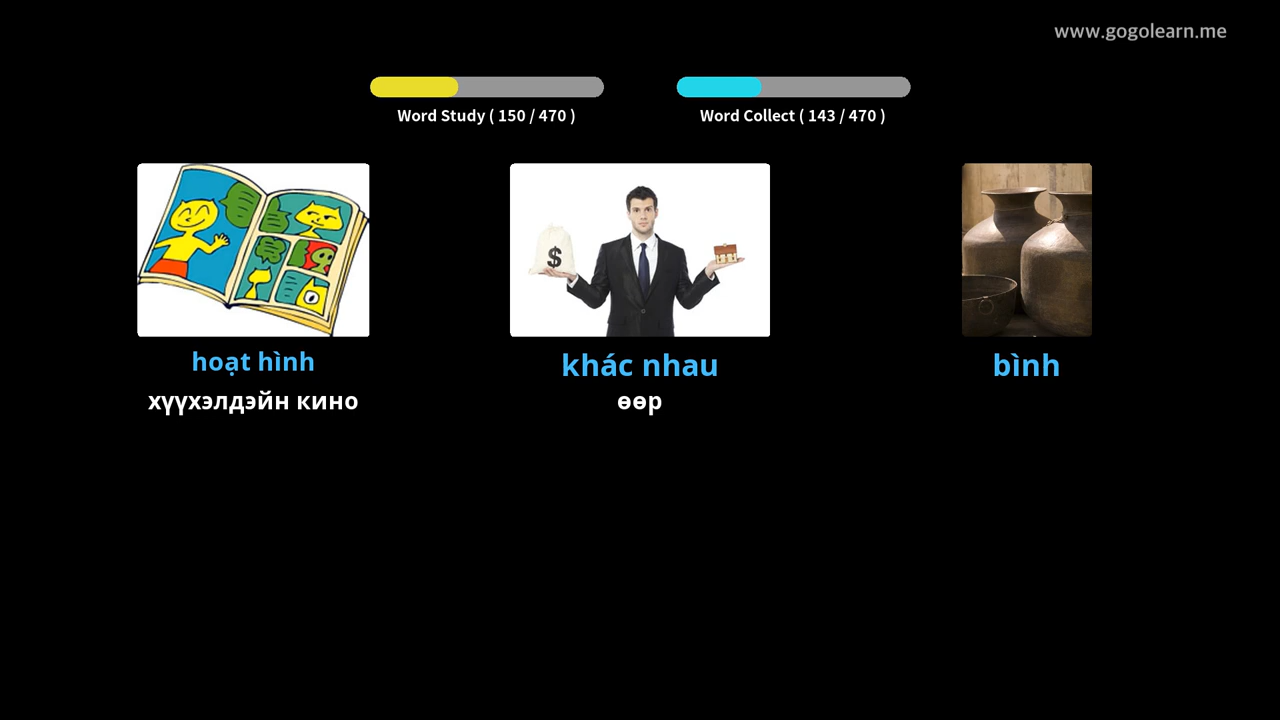 www.gogolearn.me
Word Study ( 150 / 470 )
Word Collect ( 143 / 470 )
$
hoạt hình
khác nhau
bình
хүүхэлдэйн кино
өөр